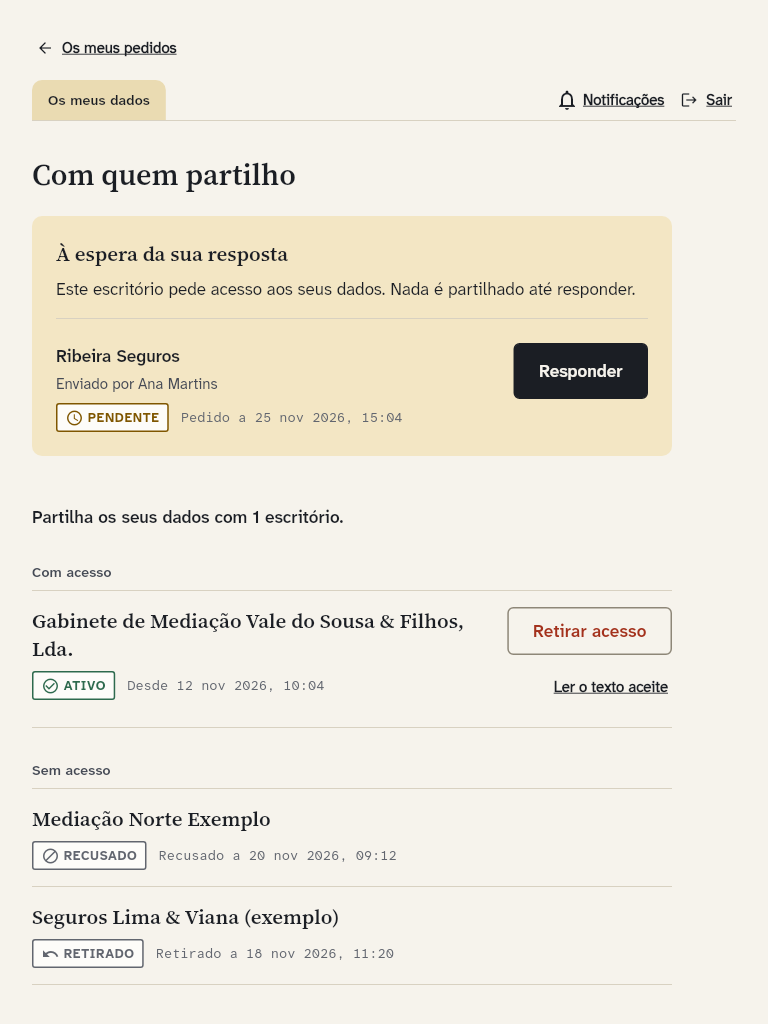 Os meus pedidos
Os meus dados
Notificações
Sair
Com quem partilho
À espera da sua resposta
Este escritório pede acesso aos seus dados. Nada é partilhado até responder.
Ribeira Seguros
Enviado por Ana Martins
PENDENTE
Pedido a 25 nov 2026, 15:04
Responder
Partilha os seus dados com 1 escritório.
Com acesso
Gabinete de Mediação Vale do Sousa & Filhos,
Lda.
ATIVO
Desde 12 nov 2026, 10:04
Retirar acesso
Ler o texto aceite
Sem acesso
Mediação Norte Exemplo
RECUSADO
Recusado a 20 nov 2026, 09:12
Seguros Lima & Viana (exemplo)
RETIRADO
Retirado a 18 nov 2026, 11:20